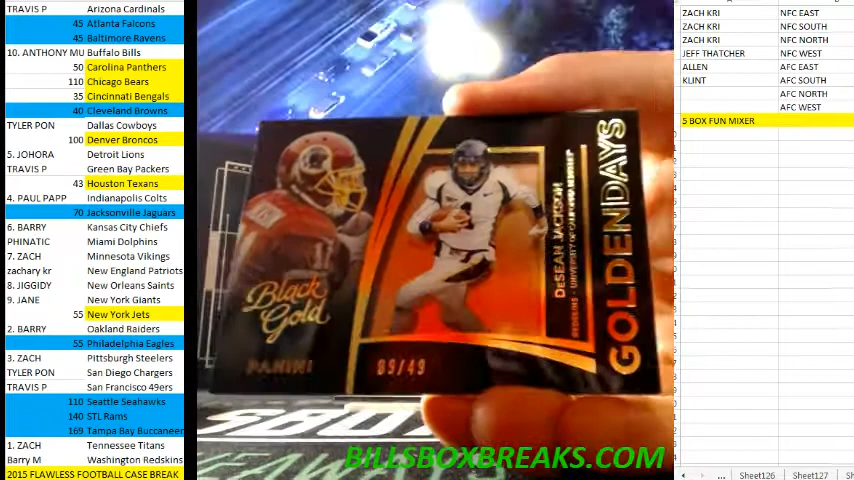 TRAVIS P Arizona Cardinals
45 Atlanta Falcons
45 Baltimore Ravens
10. ANTHONY MU Buffalo Bills
50 Carolina Panthers
110 Chicago Bears
35 Cincinnati Bengals
40 Cleveland Browns
TYLER PON Dallas Cowboys
100 Denver Broncos
5. JOHORA Detroit Lions
TRAVIS P Green Bay Packers
43 Houston Texans
4. PAUL PAPP Indianapolis Colts
70 Jacksonville Jaguars
6. BARRY Kansas City Chiefs
PHINATIC Miami Dolphins
7. ZACH Minnesota Vikings
zachary kr New England Patriots
8. JIGGIDY New Orleans Saints
9. JANE New York Giants
55 New York Jets
2. BARRY Oakland Raiders
55 Philadelphia Eagles
3. ZACH Pittsburgh Steelers
TYLER PON San Diego Chargers
TRAVIS P San Francisco 49ers
110 Seattle Seahawks
140 STL Rams
169 Tampa Bay Buccaneer
1. ZACH Tennessee Titans
Barry M Washington Redskins
2015 FLAWLESS FOOTBALL CASE BREAK
Black
Gold
PANINI
09/49
DeSEAN JACKSON
REDSKINS - UNIVERSITY OF
GOLDENDAYS
BILLSBOXBREAKS.COM
ZACH KRI NFC EAST
ZACH KRI NFC SOUTH
ZACH KRI NFC NORTH
JEFF THATCHER NFC WEST
ALLEN AFC EAST
KLINT AFC SOUTH
AFC NORTH
AFC WEST
5 BOX FUN MIXER
... Sheet126 Sheet127 Sh